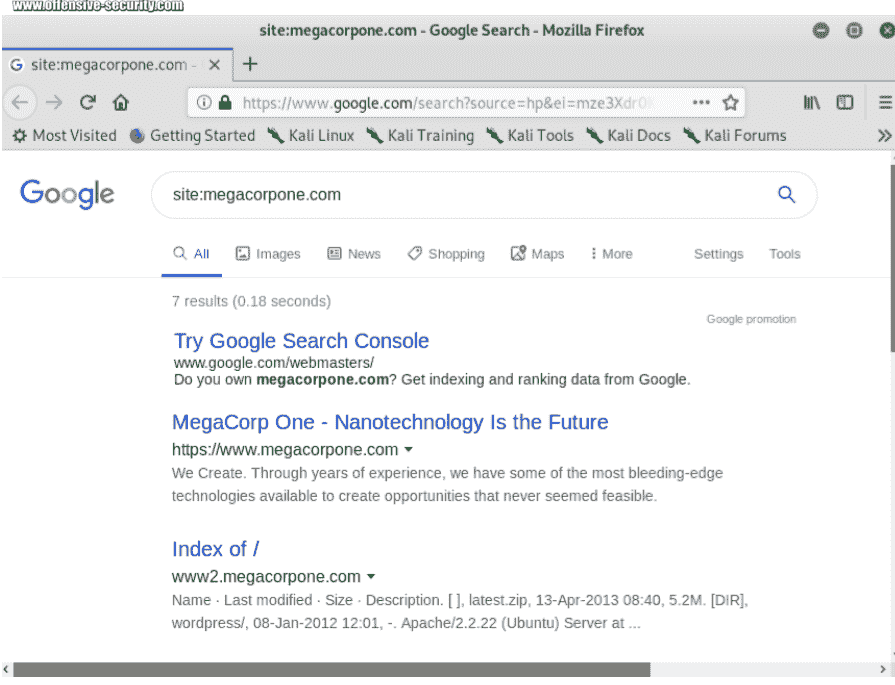 www.offensive-security.com
site:megacorpone.com - Google Search - Mozilla Firefox
site:megacorpone.com -
https://www.google.com/search?source=hp&ei=mze3Xdr0
Most Visited Getting Started Kali Linux Kali Training Kali Tools Kali Docs Kali Forums
Google site:megacorpone.com
All Images News Shopping Maps More Settings Tools
7 results (0.18 seconds)
Google promotion
Try Google Search Console
www.google.com/webmasters/
Do you own megacorpone.com? Get indexing and ranking data from Google.
MegaCorp One - Nanotechnology Is the Future
https://www.megacorpone.com
We Create. Through years of experience, we have some of the most bleeding-edge
technologies available to create opportunities that never seemed feasible.
Index of /
www2.megacorpone.com
Name · Last modified · Size · Description. [ ], latest.zip, 13-Apr-2013 08:40, 5.2M. [DIR],
wordpress/, 08-Jan-2012 12:01, -. Apache/2.2.22 (Ubuntu) Server at ...